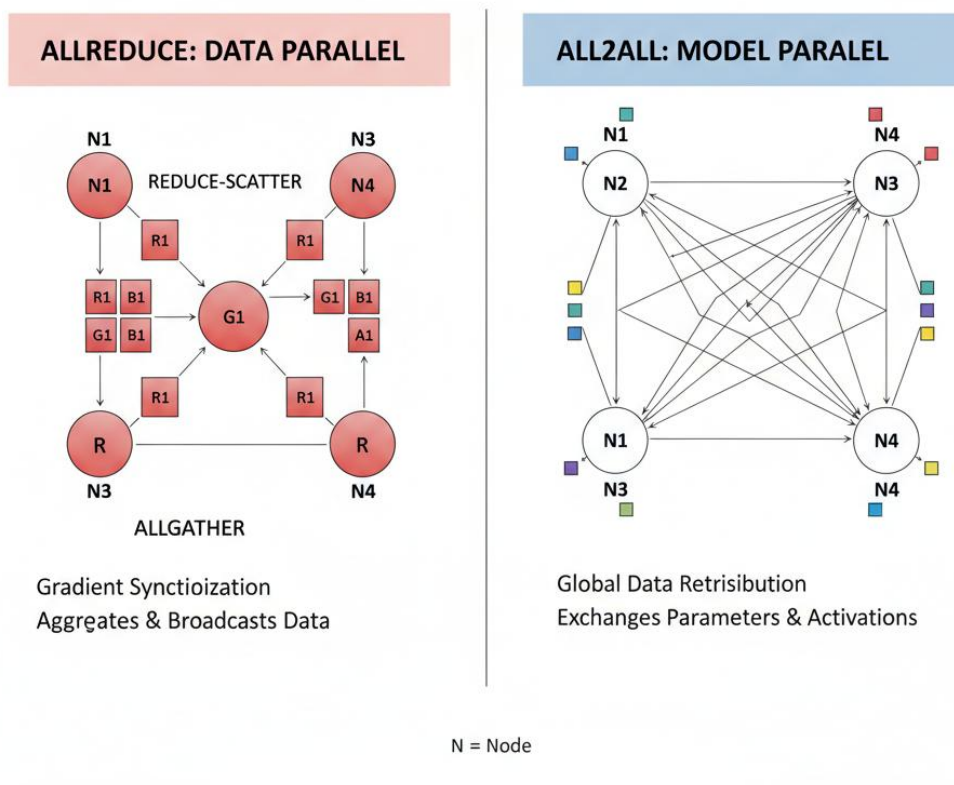 ALLREDUCE: DATA PARALLEL
N1
N3
N1
REDUCE-SCATTER
N4
R1
R1
R1 B1
G1 B1
G1
G1 B1
A1
R1
R1
R
R
N3
N4
ALLGATHER
Gradient Synctioization
Aggregates & Broadcasts Data
ALL2ALL: MODEL PARALEL
N1
N4
N2
N3
N1
N4
N3
N4
Global Data Retrisibution
Exchanges Parameters & Activations
N = Node